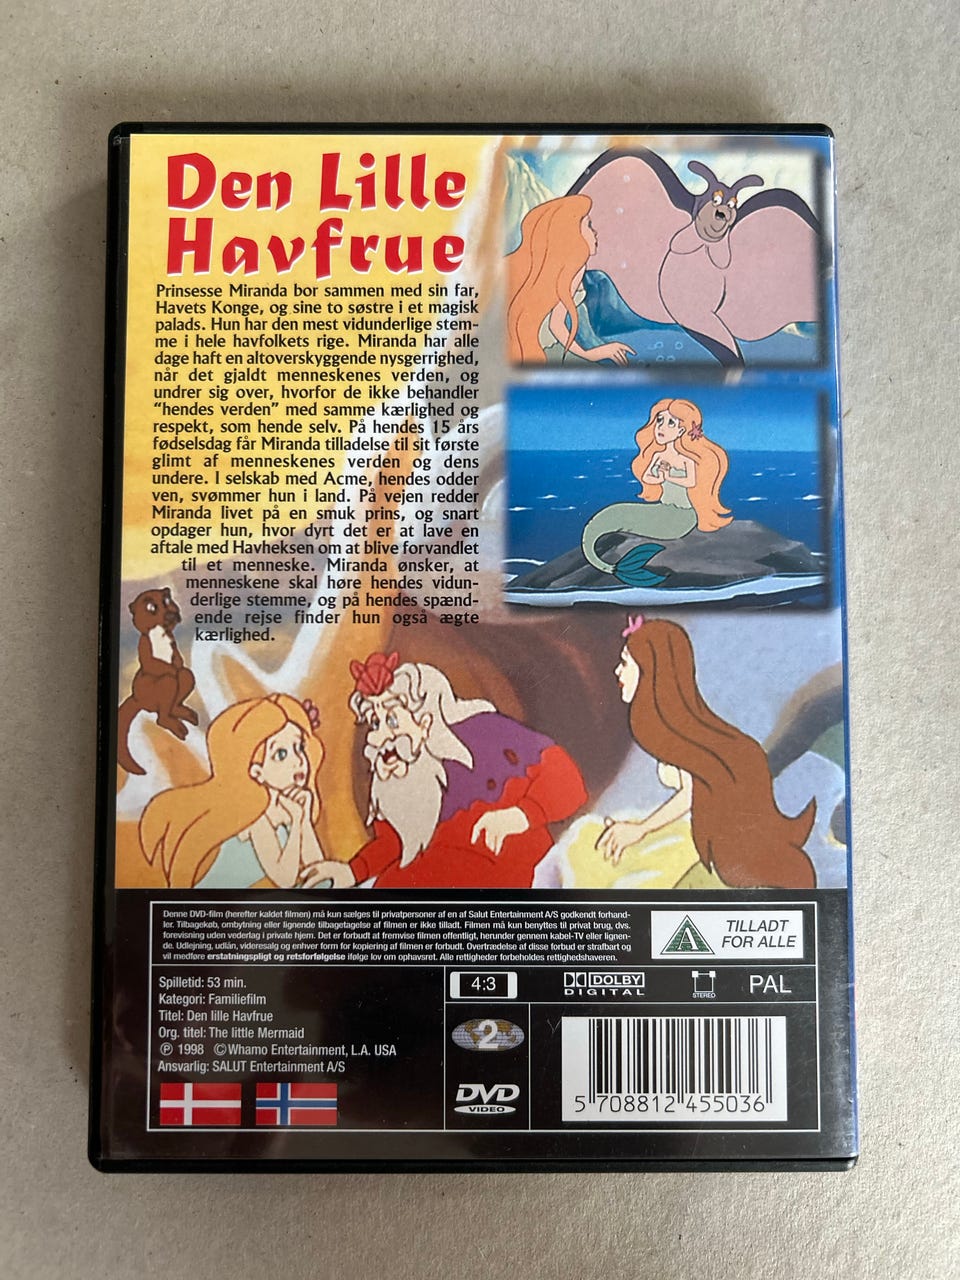 Den Lille
Havfrue
Prinsesse Miranda bor sammen med sin far,
Havets Konge, og sine to søstre i et magisk
palads. Hun har den mest vidunderlige stem-
me i hele havfolkets rige. Miranda har alle
dage haft en altoverskyggende nysgerrighed,
når det gjaldt menneskenes verden, og
undrer sig over, hvorfor de ikke behandler
“hendes verden” med samme kærlighed og
respekt, som hende selv. På hendes 15 års
fødselsdag får Miranda tilladelse til sit første
glimt af menneskenes verden og dens
undere. I selskab med Acme, hendes odder
ven, svømmer hun i land. På vejen redder
Miranda livet på en smuk prins, og snart
opdager hun, hvor dyrt det er at lave en
aftale med Havheksen om at blive forvandlet
til et menneske. Miranda ønsker, at
menneskene skal høre hendes vidun-
derlige stemme, og på hendes spænd-
ende rejse finder hun også ægte
kærlighed.
Denne DVD-film (herefter kaldet filmen) må kun sælges til privatpersoner af en af Salut Entertainment A/S godkendt forhand-
ler. Tilbagekøb, ombytning eller lignende tilbagetagelse af filmen er ikke tilladt. Filmen må kun benyttes til privat brug, dvs.
forevisning uden vedertag i private hjem. Det er forbudt at fremvise filmen offentligt, herunder gennem kabel-TV eller lignen-
de. Udlejning, udlån, videresalg og enhver form for kopiering af filmen er forbudt. Overtrædelse af disse forbud er strafbart og
vil medføre erstatningspligt og retsforfølgelse ifølge lov om ophavsret. Alle rettigheder forbeholdes rettighedshaveren.
A
TILLADT
FOR ALLE
Spilletid: 53 min.
Kategori: Familiefilm
Titel: Den lille Havfrue
Org. titel: The little Mermaid
℗ 1998 ©Whamo Entertainment, L.A. USA
Ansvarlig: SALUT Entertainment A/S
4:3
DOLBY
DIGITAL
STEREO
PAL
2
DVD
VIDEO
5 708812 455036